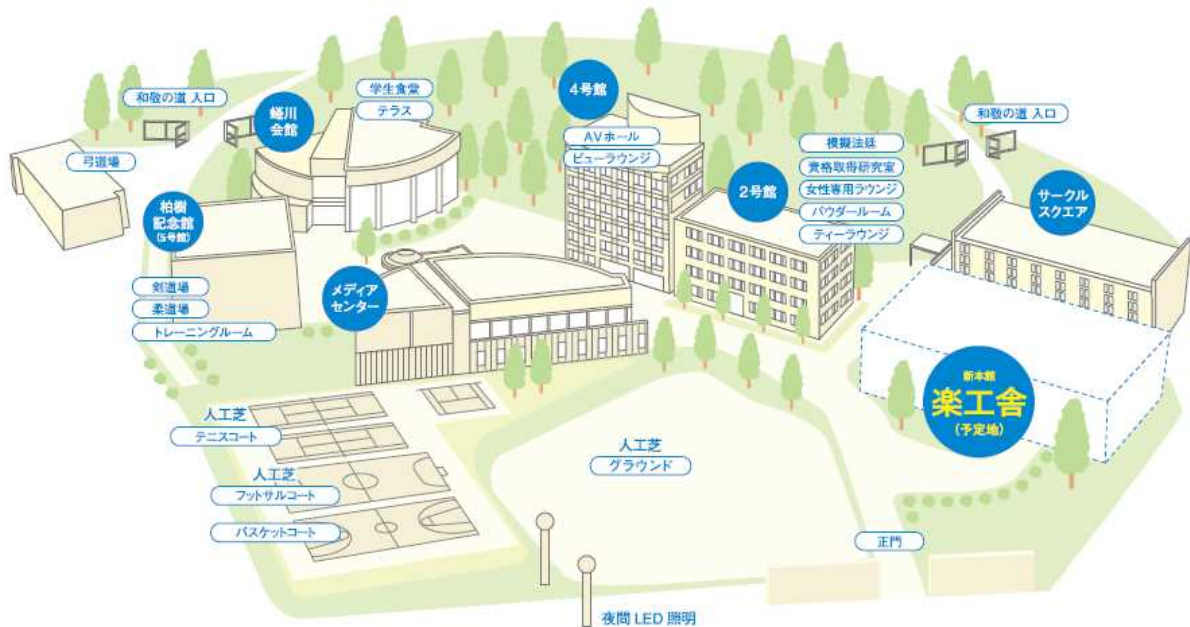 和敬の道 入口
蟠川
会館
学生食堂
テラス
4号館
AVホール
ビューラウンジ
和敬の道 入口
弓道場
柏樹
記念館
(5号館)
剣道場
柔道場
トレーニングルーム
メディア
センター
2号館
模擬法廷
資格取得研究室
女性専用ラウンジ
パウダールーム
ティーラウンジ
サークル
スクエア
新本館
楽工舎
(予定地)
人工芝
テニスコート
人工芝
フットサルコート
バスケットコート
人工芝
グラウンド
正門
夜間 LED 照明